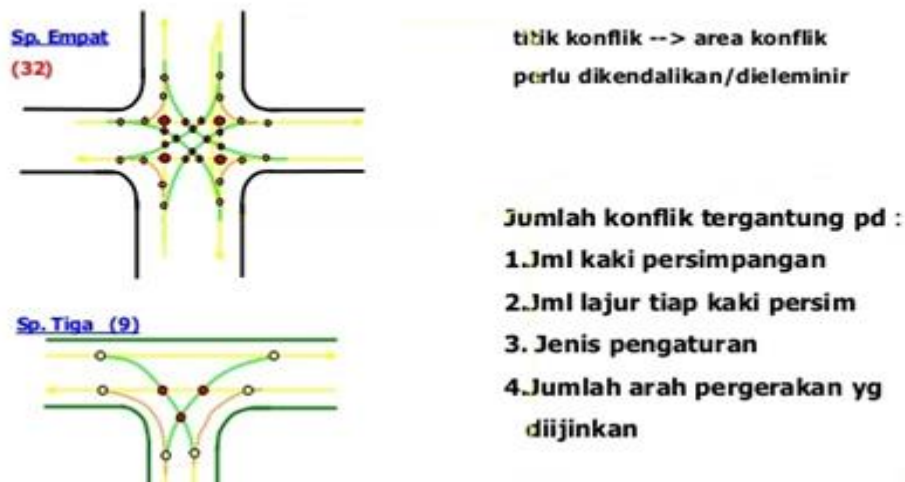 Sp. Empat
(32)
titik konflik --> area konflik
perlu dikendalikan/dieleminir
Jumlah konflik tergantung pd :
1.Jml kaki persimpangan
2.Jml lajur tiap kaki persim
3. Jenis pengaturan
4.Jumlah arah pergerakan yg
diijinkan
Sp. Tiga (9)